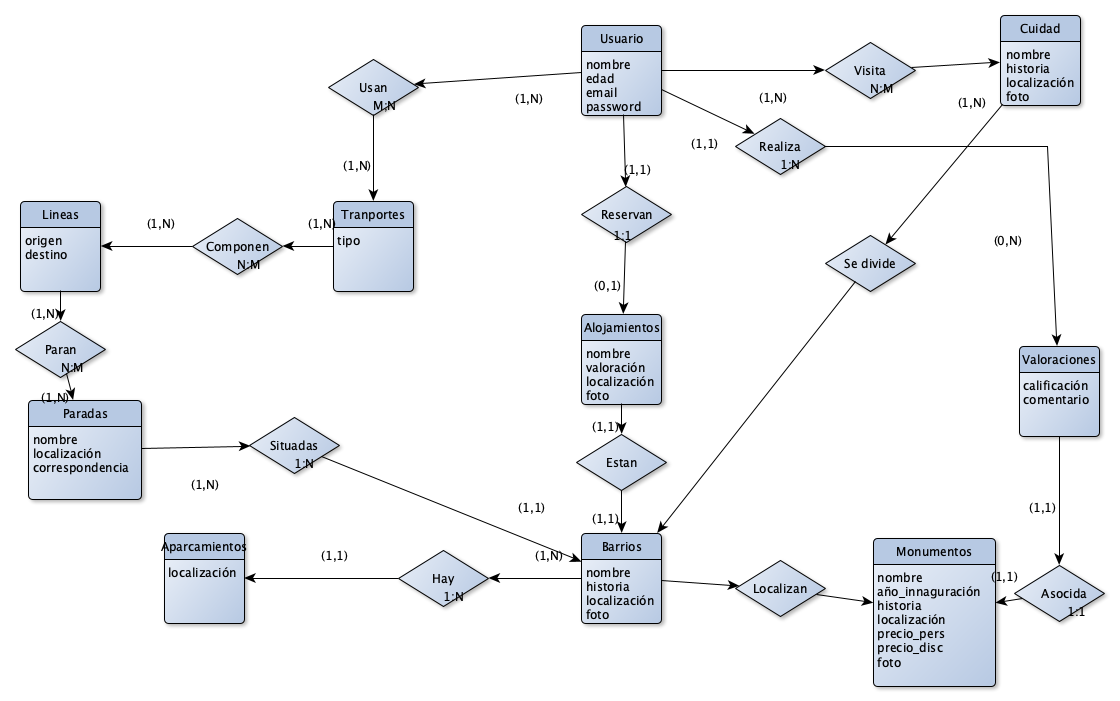 Usuario
nombre
edad
email
password
Cuidad
nombre
historia
localización
foto
Usan
M:N
(1,N)
Visita
N:M
(1,N)
(1,N)
Realiza
1:N
(1,1)
(1,N)
(1,1)
Lineas
origen
destino
(1,N)
Componen
N:M
(1,N)
Tranportes
tipo
Reservan
1:1
(0,N)
Se divide
(0,1)
(1,N)
Paran
N:M
(1,N)
Alojamientos
nombre
valoración
localización
foto
Valoraciones
calificación
comentario
Paradas
nombre
localización
correspondencia
Situadas
1:N
(1,N)
(1,1)
Estan
(1,1)
(1,1)
(1,1)
Aparcamientos
localización
(1,1)
Hay
1:N
(1,N)
Barrios
nombre
historia
localización
foto
Localizan
Monumentos
nombre
año_innaguración
historia
localización
precio_pers
precio_disc
foto
(1,1)
Asocida
1:1